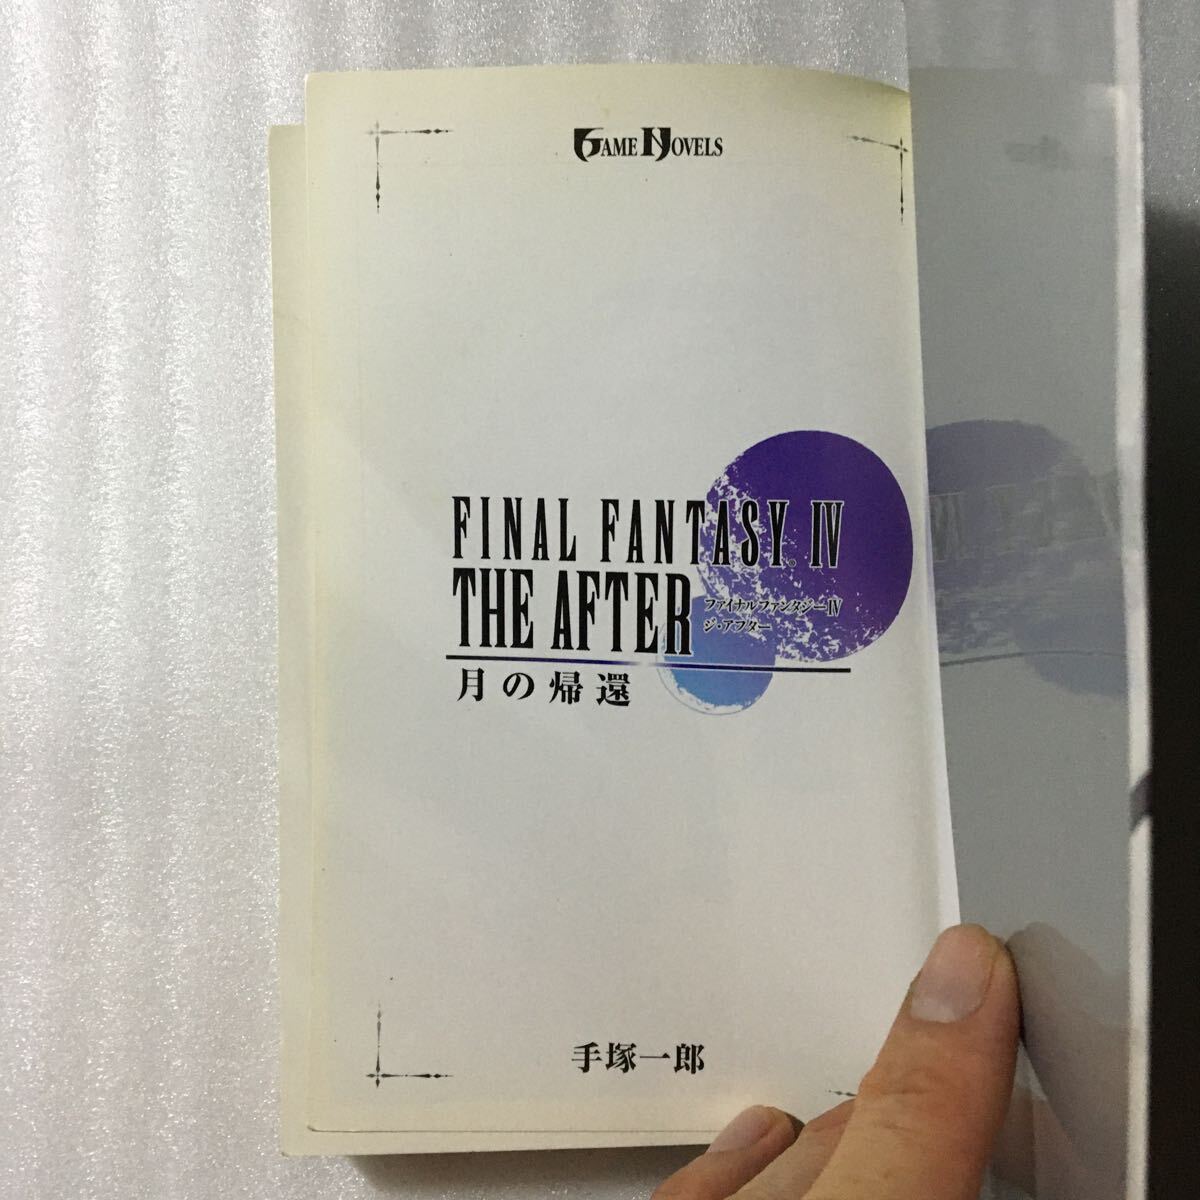 GAME NOVELS
FINAL FANTASY® IV
THE AFTER
ファイナルファンタジーIV
ジ・アフター
月の帰還
手塚一郎